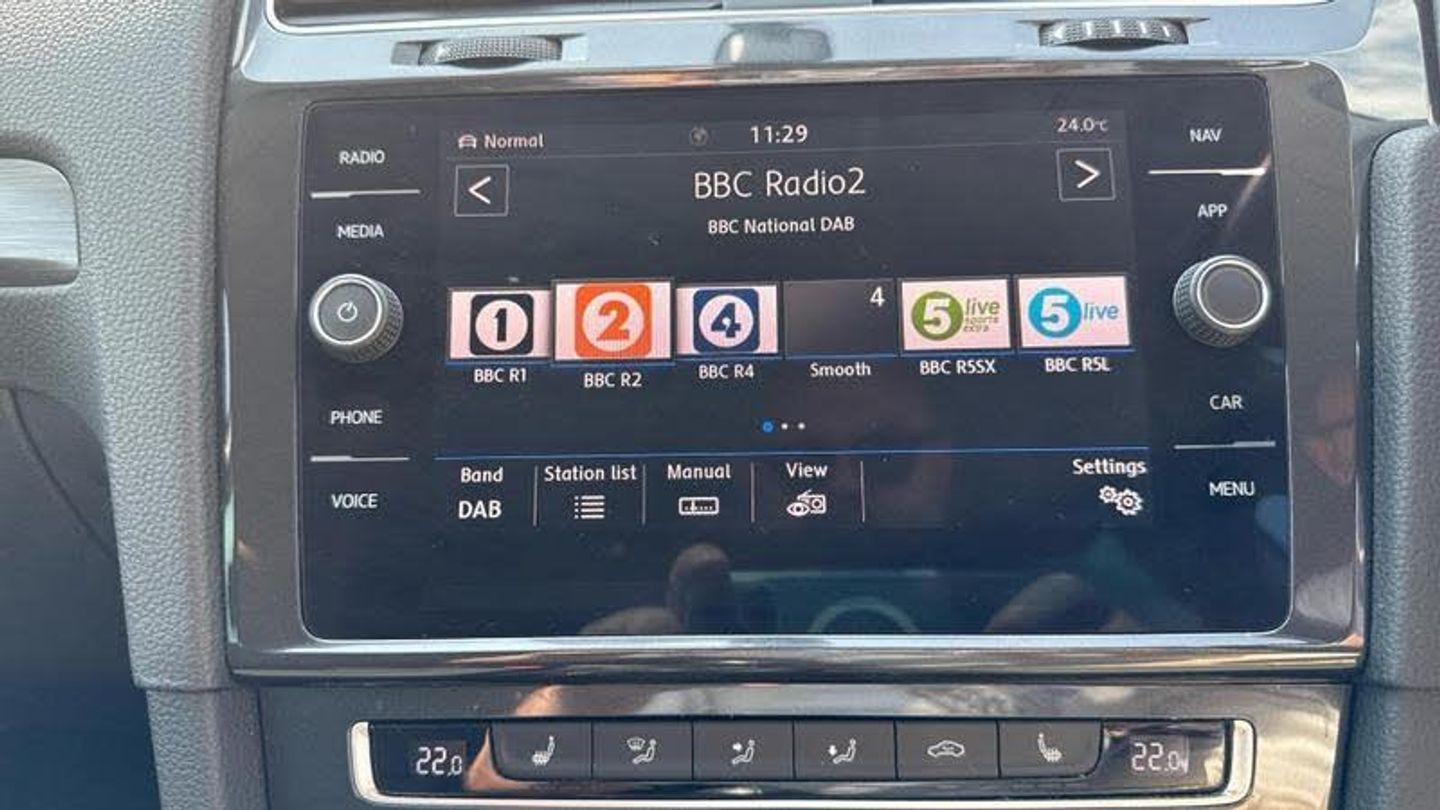 RADIO
MEDIA
PHONE
VOICE
Normal
11:29
24.0°C
<
BBC Radio2
>
BBC National DAB
1
2
4
4
5 live sports extra
5 live
BBC R1
BBC R2
BBC R4
Smooth
BBC R5SX
BBC R5L
Band
DAB
Station list
Manual
View
Settings
NAV
APP
CAR
MENU
22.0
22.0